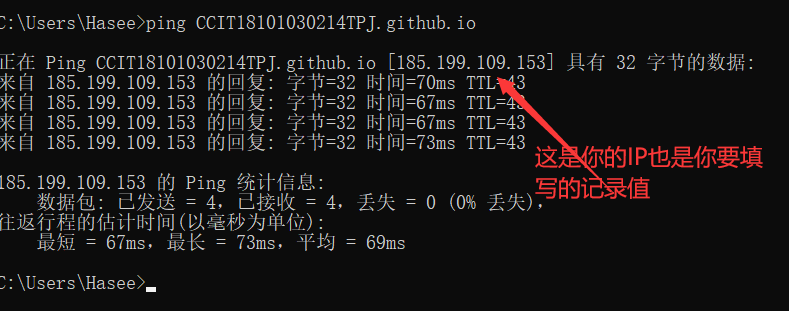 C:\Users\Hasee>ping CCIT18101030214TPJ.github.io
正在 Ping CCIT18101030214TPJ.github.io [185.199.109.153] 具有 32 字节的数据:
来自 185.199.109.153 的回复: 字节=32 时间=70ms TTL=43
来自 185.199.109.153 的回复: 字节=32 时间=67ms TTL=43
来自 185.199.109.153 的回复: 字节=32 时间=67ms TTL=43
来自 185.199.109.153 的回复: 字节=32 时间=73ms TTL=43
这是你的IP也是你要填
写的记录值
185.199.109.153 的 Ping 统计信息:
数据包: 已发送 = 4，已接收 = 4，丢失 = 0 (0% 丢失)，
往返行程的估计时间(以毫秒为单位):
最短 = 67ms，最长 = 73ms，平均 = 69ms
C:\Users\Hasee>